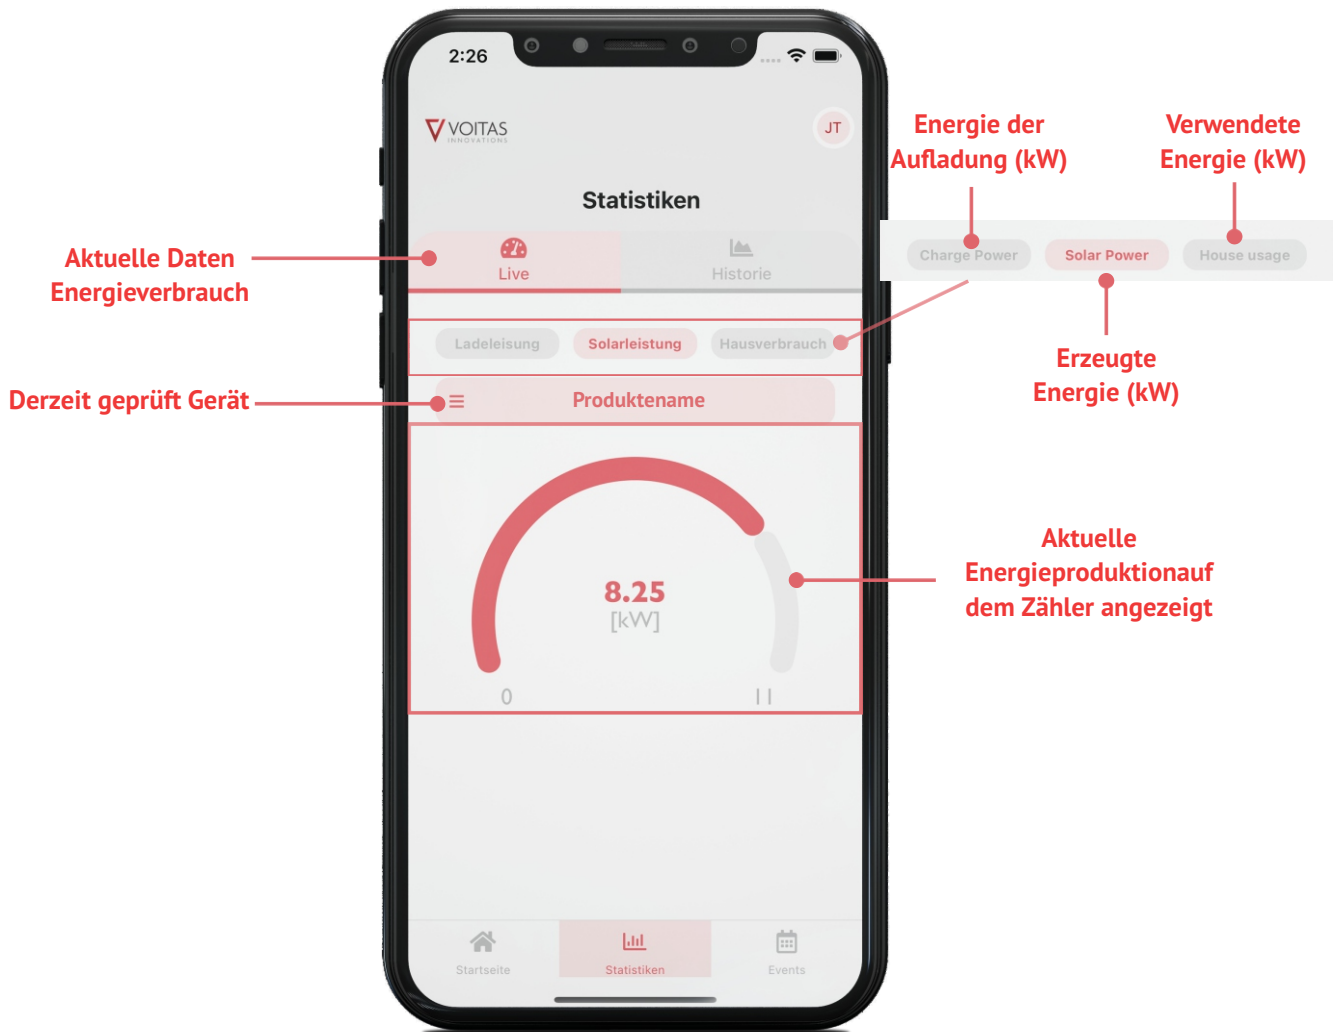 2:26
VOITAS
INNOVATIONS
JT
Statistiken
Live
Historie
Ladeleisung
Solarleistung
Hausverbrauch
Produktename
8.25
[kW]
0
11
Startseite
Statistiken
Events
Aktuelle Daten
Energieverbrauch
Derzeit geprüft Gerät
Energie der
Aufladung (kW)
Verwendete
Energie (kW)
Charge Power
Solar Power
House usage
Erzeugte
Energie (kW)
Aktuelle
Energieproduktionauf
dem Zähler angezeigt